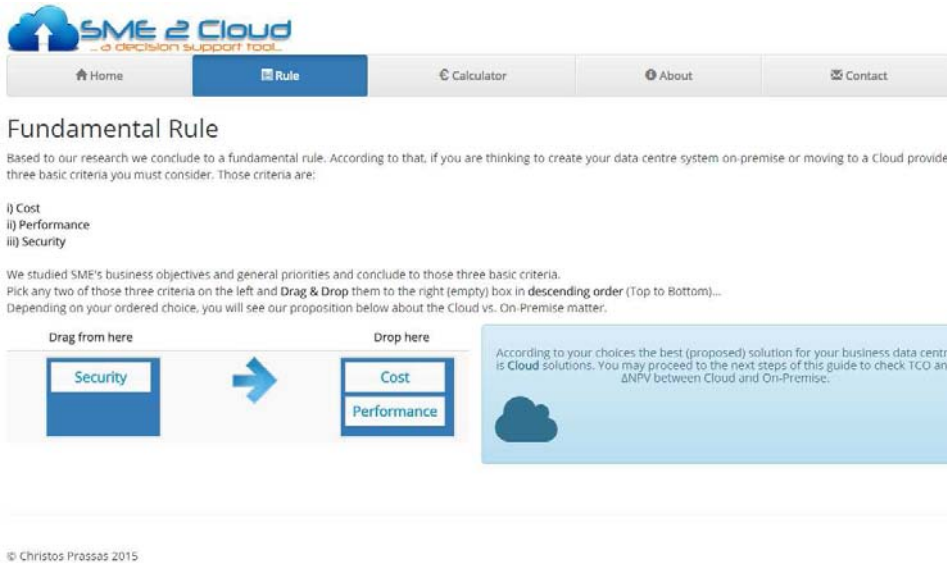 SME 2 Cloud
... a decision support tool...
Home
Rule
€ Calculator
About
Contact
Fundamental Rule
Based to our research we conclude to a fundamental rule. According to that, if you are thinking to create your data centre system on-premise or moving to a Cloud provide
three basic criteria you must consider. Those criteria are:
i) Cost
ii) Performance
iii) Security
We studied SME's business objectives and general priorities and conclude to those three basic criteria.
Pick any two of those three criteria on the left and Drag & Drop them to the right (empty) box in descending order (Top to Bottom)...
Depending on your ordered choice, you will see our proposition below about the Cloud vs. On-Premise matter.
Drag from here
Drop here
Security
Cost
Performance
According to your choices the best (proposed) solution for your business data centr
is Cloud solutions. You may proceed to the next steps of this guide to check TCO an
ΔNPV between Cloud and On-Premise.
© Christos Prassas 2015